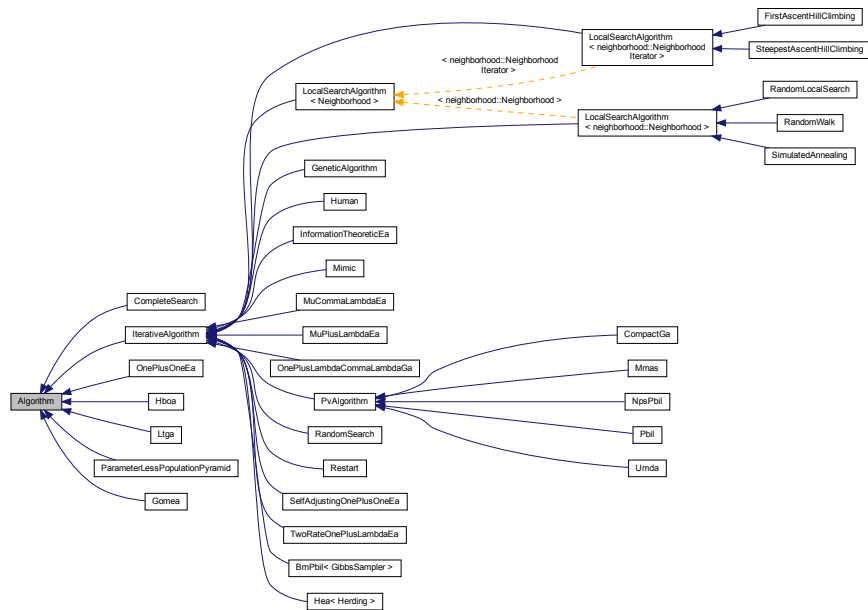 FirstAscentHillClimbing
LocalSearchAlgorithm
< neighborhood::Neighborhood
Iterator >
SteepestAscentHillClimbing
< neighborhood::Neighborhood
Iterator >
LocalSearchAlgorithm
< Neighborhood >
< neighborhood::Neighborhood >
RandomLocalSearch
LocalSearchAlgorithm
< neighborhood::Neighborhood >
RandomWalk
SimulatedAnnealing
GeneticAlgorithm
Human
InformationTheoreticEa
Mimic
CompleteSearch
MuCommaLambdaEa
IterativeAlgorithm
MuPlusLambdaEa
CompactGa
OnePlusOneEa
OnePlusLambdaCommaLambdaGa
Mmas
Algorithm
Hboa
PvAlgorithm
NpsPbil
Ltga
RandomSearch
Pbil
ParameterLessPopulationPyramid
Restart
Umda
Gomea
SelfAdjustingOnePlusOneEa
TwoRateOnePlusLambdaEa
BmPbil< GibbsSampler >
Hea< Herding >